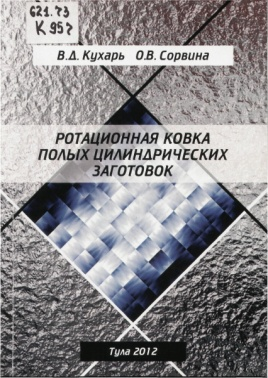 621.73
К 957
В.Д. Кухарь О.В. Сорвина
РОТАЦИОННАЯ КОВКА
ПОЛЫХ ЦИЛИНДРИЧЕСКИХ
ЗАГОТОВОК
Тула 2012